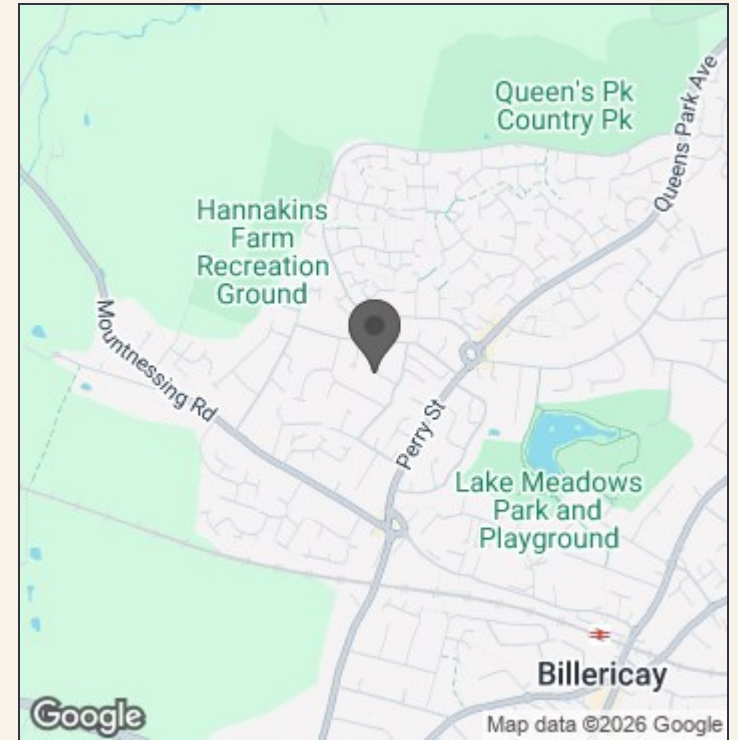 Queen's Pk
Country Pk
Queens Park Ave
Hannakins
Farm
Recreation
Ground
Mountnessing Rd
Perry St
Lake Meadows
Park and
Playground
Billericay
Google
Map data ©2026 Google